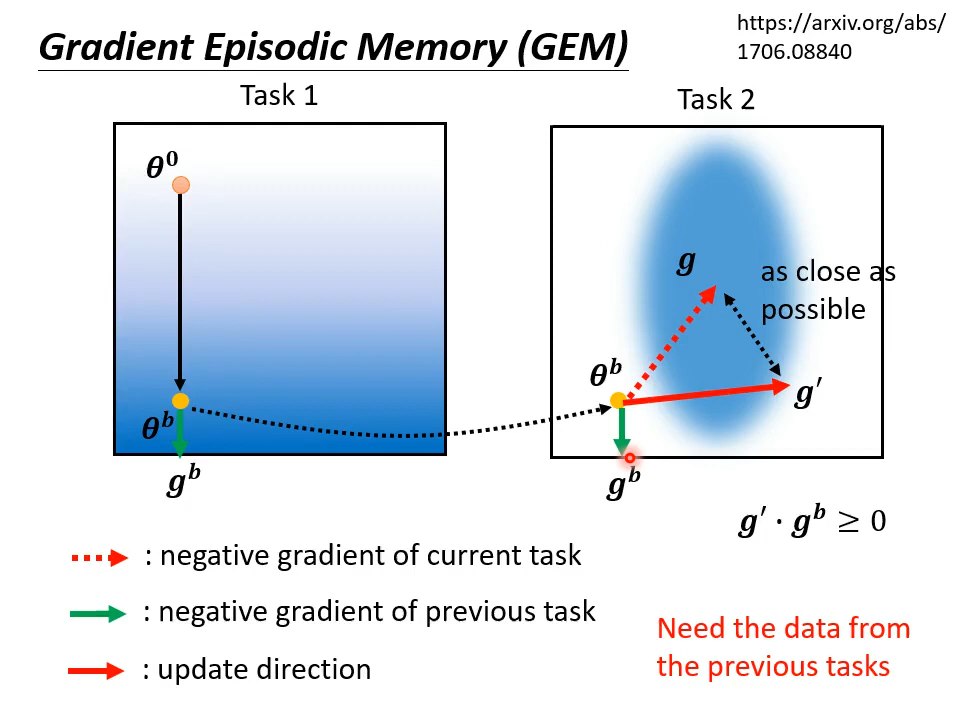 Gradient Episodic Memory (GEM)
https://arxiv.org/abs/
1706.08840
Task 1
Task 2
θ⁰
g
as close as
possible
θᵇ
g′
θᵇ
gᵇ
gᵇ
g′ · gᵇ ≥ 0
: negative gradient of current task
: negative gradient of previous task
: update direction
Need the data from
the previous tasks